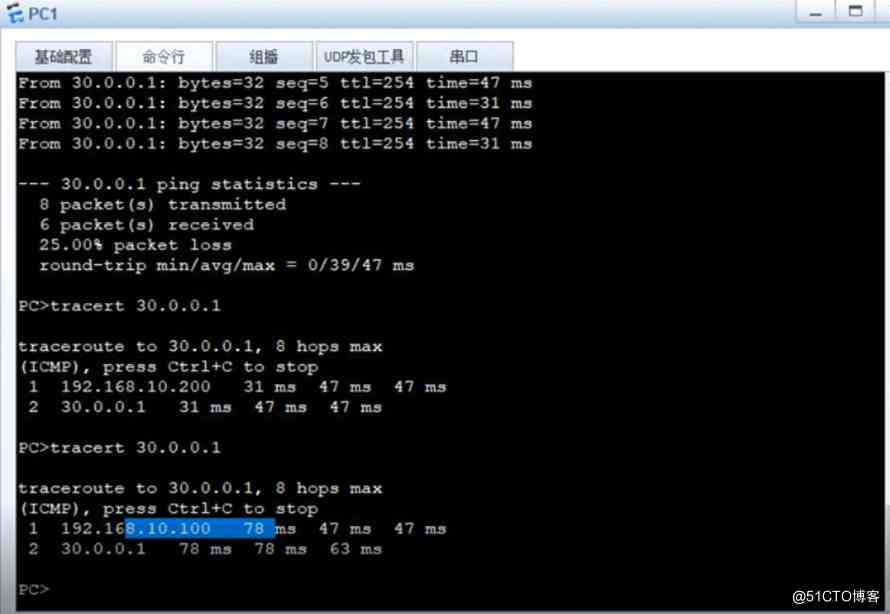 PC1
基础配置 命令行 组播 UDP发包工具 串口
From 30.0.0.1: bytes=32 seq=5 ttl=254 time=47 ms
From 30.0.0.1: bytes=32 seq=6 ttl=254 time=31 ms
From 30.0.0.1: bytes=32 seq=7 ttl=254 time=47 ms
From 30.0.0.1: bytes=32 seq=8 ttl=254 time=31 ms
--- 30.0.0.1 ping statistics ---
8 packet(s) transmitted
6 packet(s) received
25.00% packet loss
round-trip min/avg/max = 0/39/47 ms
PC>tracert 30.0.0.1
traceroute to 30.0.0.1, 8 hops max
(ICMP), press Ctrl+C to stop
1 192.168.10.200 31 ms 47 ms 47 ms
2 30.0.0.1 31 ms 47 ms 47 ms
PC>tracert 30.0.0.1
traceroute to 30.0.0.1, 8 hops max
(ICMP), press Ctrl+C to stop
1 192.168.10.100 78 ms 47 ms 47 ms
2 30.0.0.1 78 ms 78 ms 63 ms
PC>
@51CTO博客